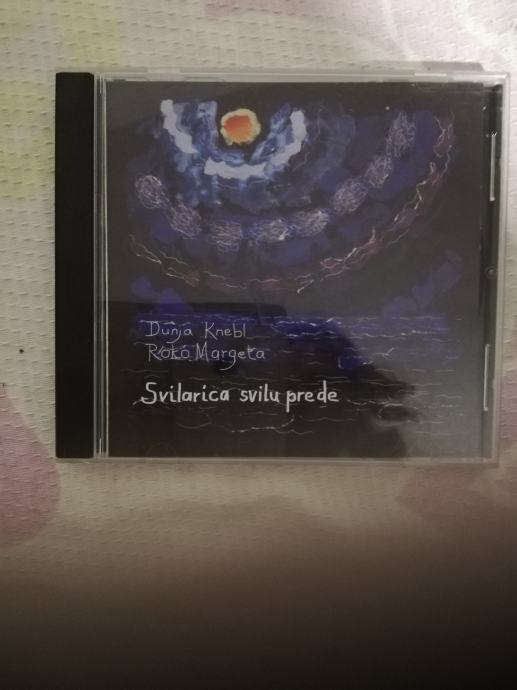 Dunja Knebl
Roko Margeta
Svilarica svilu prede